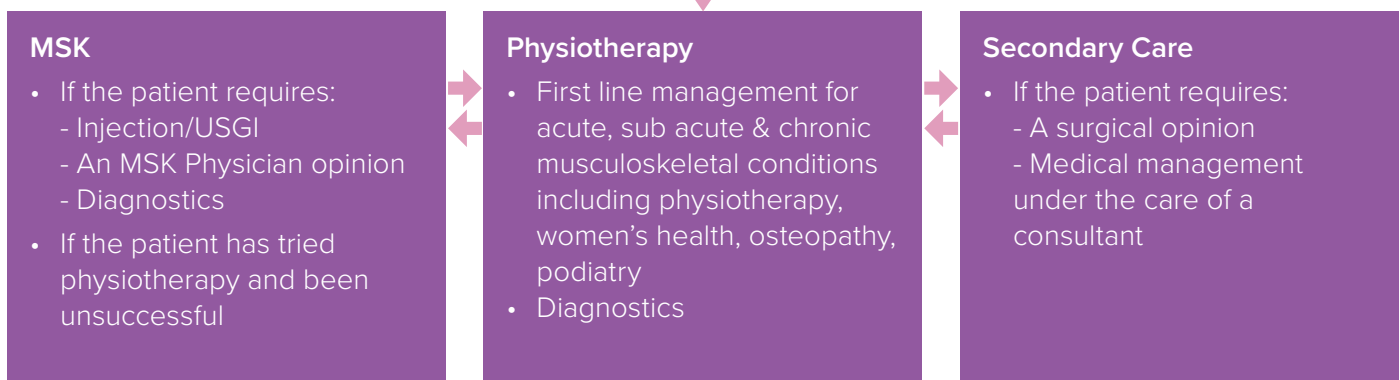 MSK
• If the patient requires:
- Injection/USGI
- An MSK Physician opinion
- Diagnostics
• If the patient has tried
physiotherapy and been
unsuccessful
Physiotherapy
• First line management for
acute, sub acute & chronic
musculoskeletal conditions
including physiotherapy,
women’s health, osteopathy,
podiatry
• Diagnostics
Secondary Care
• If the patient requires:
- A surgical opinion
- Medical management
under the care of a
consultant